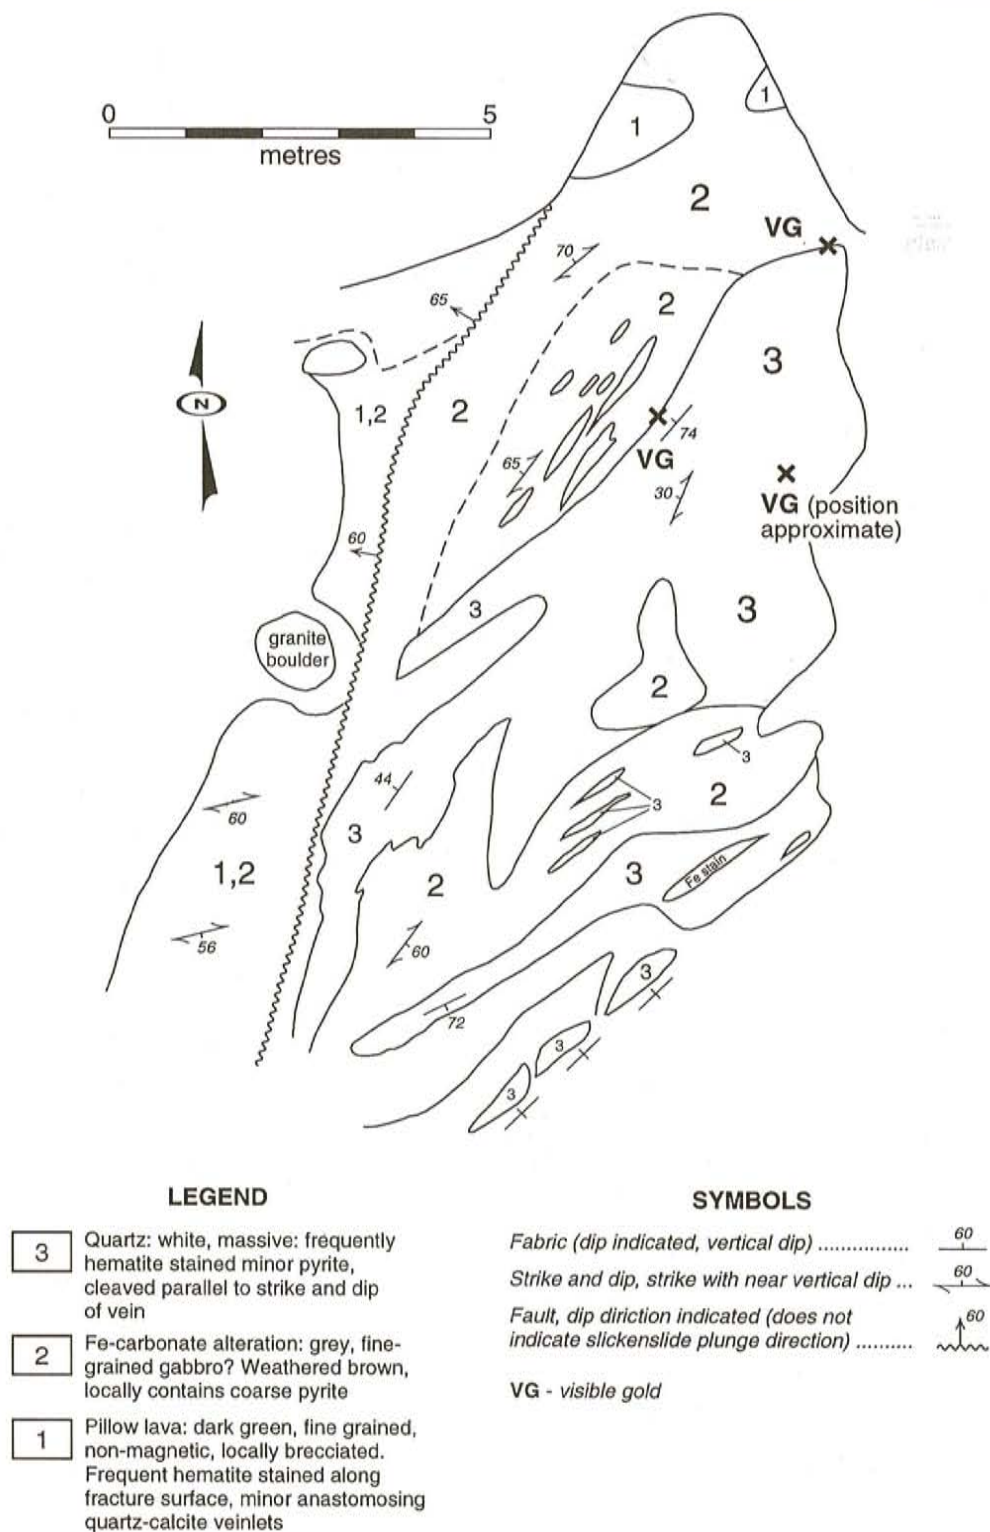 0 5
metres
1
1
2
VG
70
65
2
3
1,2
2
VG
74
65
30
VG (position
approximate)
60
3
3
granite
boulder
2
3
44
3
2
60
3
1,2
2
3
Fe stain
56
60
3
72
3
3
N
LEGEND
3
Quartz: white, massive: frequently
hematite stained minor pyrite,
cleaved parallel to strike and dip
of vein
2
Fe-carbonate alteration: grey, fine-
grained gabbro? Weathered brown,
locally contains coarse pyrite
1
Pillow lava: dark green, fine grained,
non-magnetic, locally brecciated.
Frequent hematite stained along
fracture surface, minor anastomosing
quartz-calcite veinlets
SYMBOLS
Fabric (dip indicated, vertical dip) ................ 60
Strike and dip, strike with near vertical dip ... 60
Fault, dip diriction indicated (does not
indicate slickenslide plunge direction) .......... 60
VG - visible gold